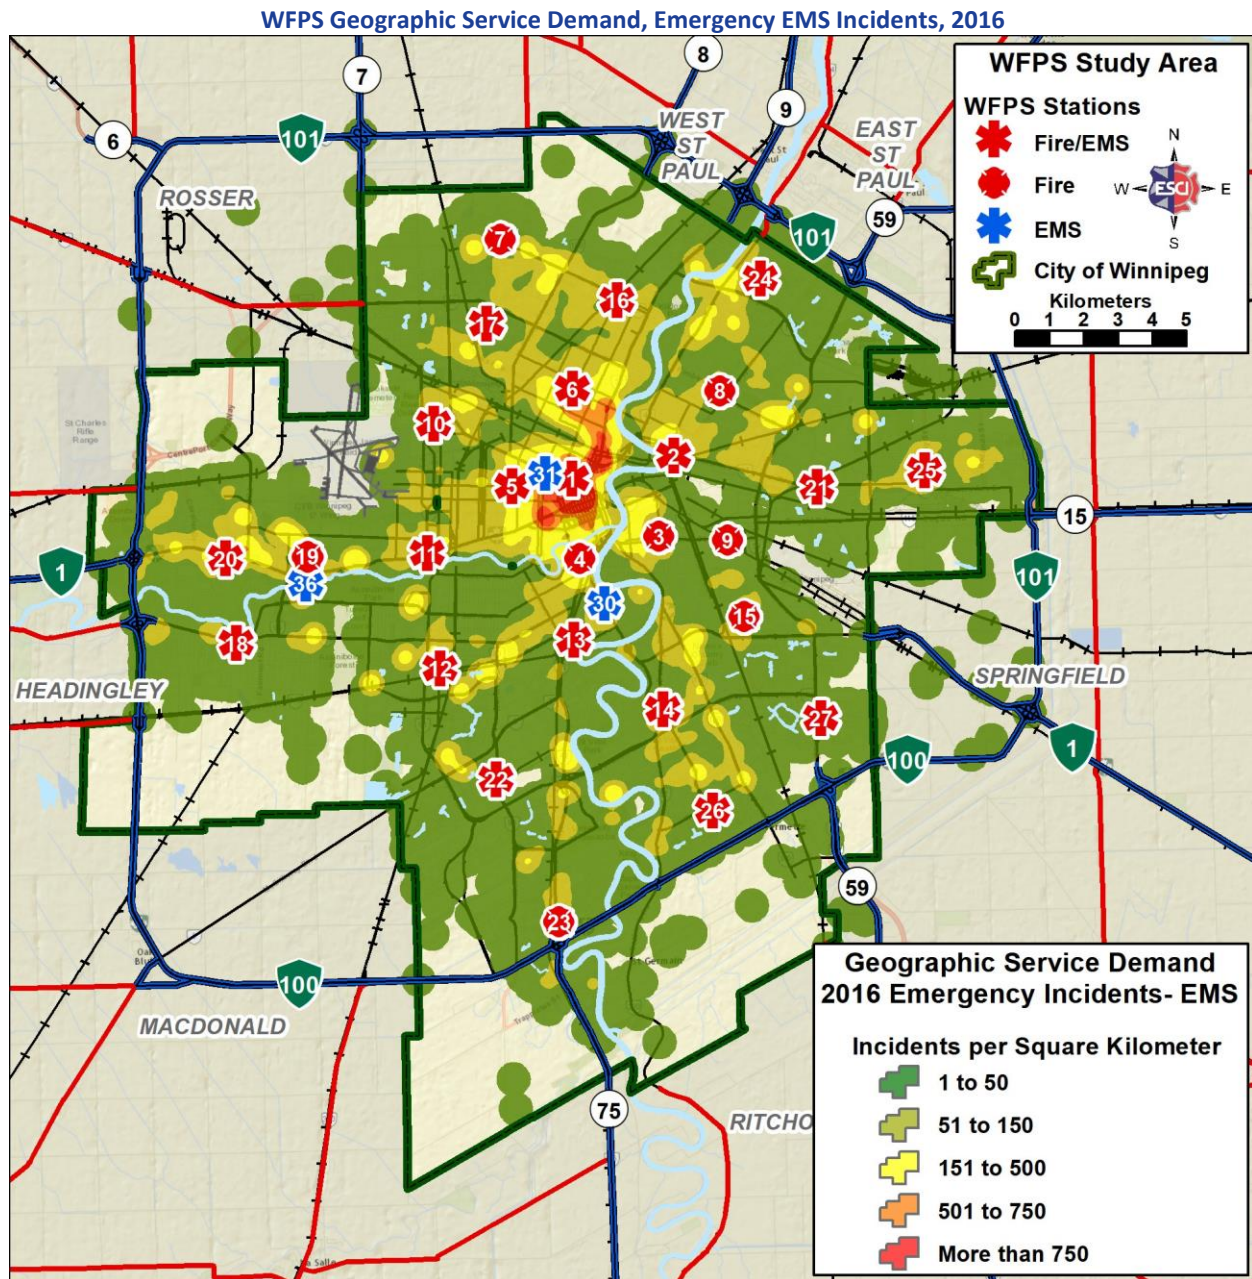 WFPS Geographic Service Demand, Emergency EMS Incidents, 2016
WFPS Study Area
WFPS Stations
Fire/EMS
Fire
EMS
City of Winnipeg
N
W
ESCI
E
S
Kilometers
0 1 2 3 4 5
7
8
9
6
101
WEST
ST
PAUL
EAST
ST
PAUL
ROSSER
59
101
7
24
16
17
6
8
St Charles
Rifle
Range
10
2
25
31
1
5
21
15
3
9
20
19
11
4
1
101
36
30
15
18
13
12
HEADINGLEY
SPRINGFIELD
14
27
100
1
22
26
59
23
100
MACDONALD
75
RITCHO
Geographic Service Demand
2016 Emergency Incidents- EMS
Incidents per Square Kilometer
1 to 50
51 to 150
151 to 500
501 to 750
More than 750